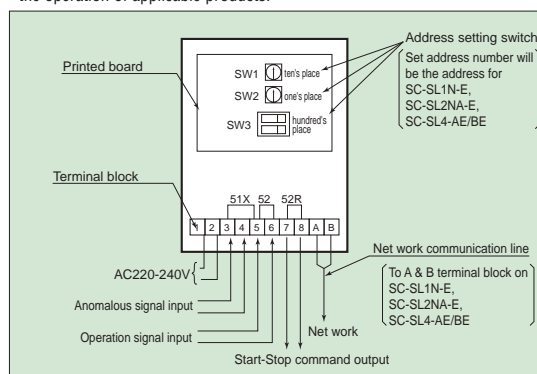 the operation of applicable products.
Address setting switch
Set address number will
be the address for
SC-SL1N-E,
SC-SL2NA-E,
SC-SL4-AE/BE
Printed board
SW1 ten's place
SW2 one's place
SW3 hundred's
place
Terminal block
51X 52 52R
1 2 3 4 5 6 7 8 A B
Net work communication line
AC220-240V
To A & B terminal block on
SC-SL1N-E,
SC-SL2NA-E,
SC-SL4-AE/BE
Anomalous signal input
Operation signal input
Net work
Start-Stop command output